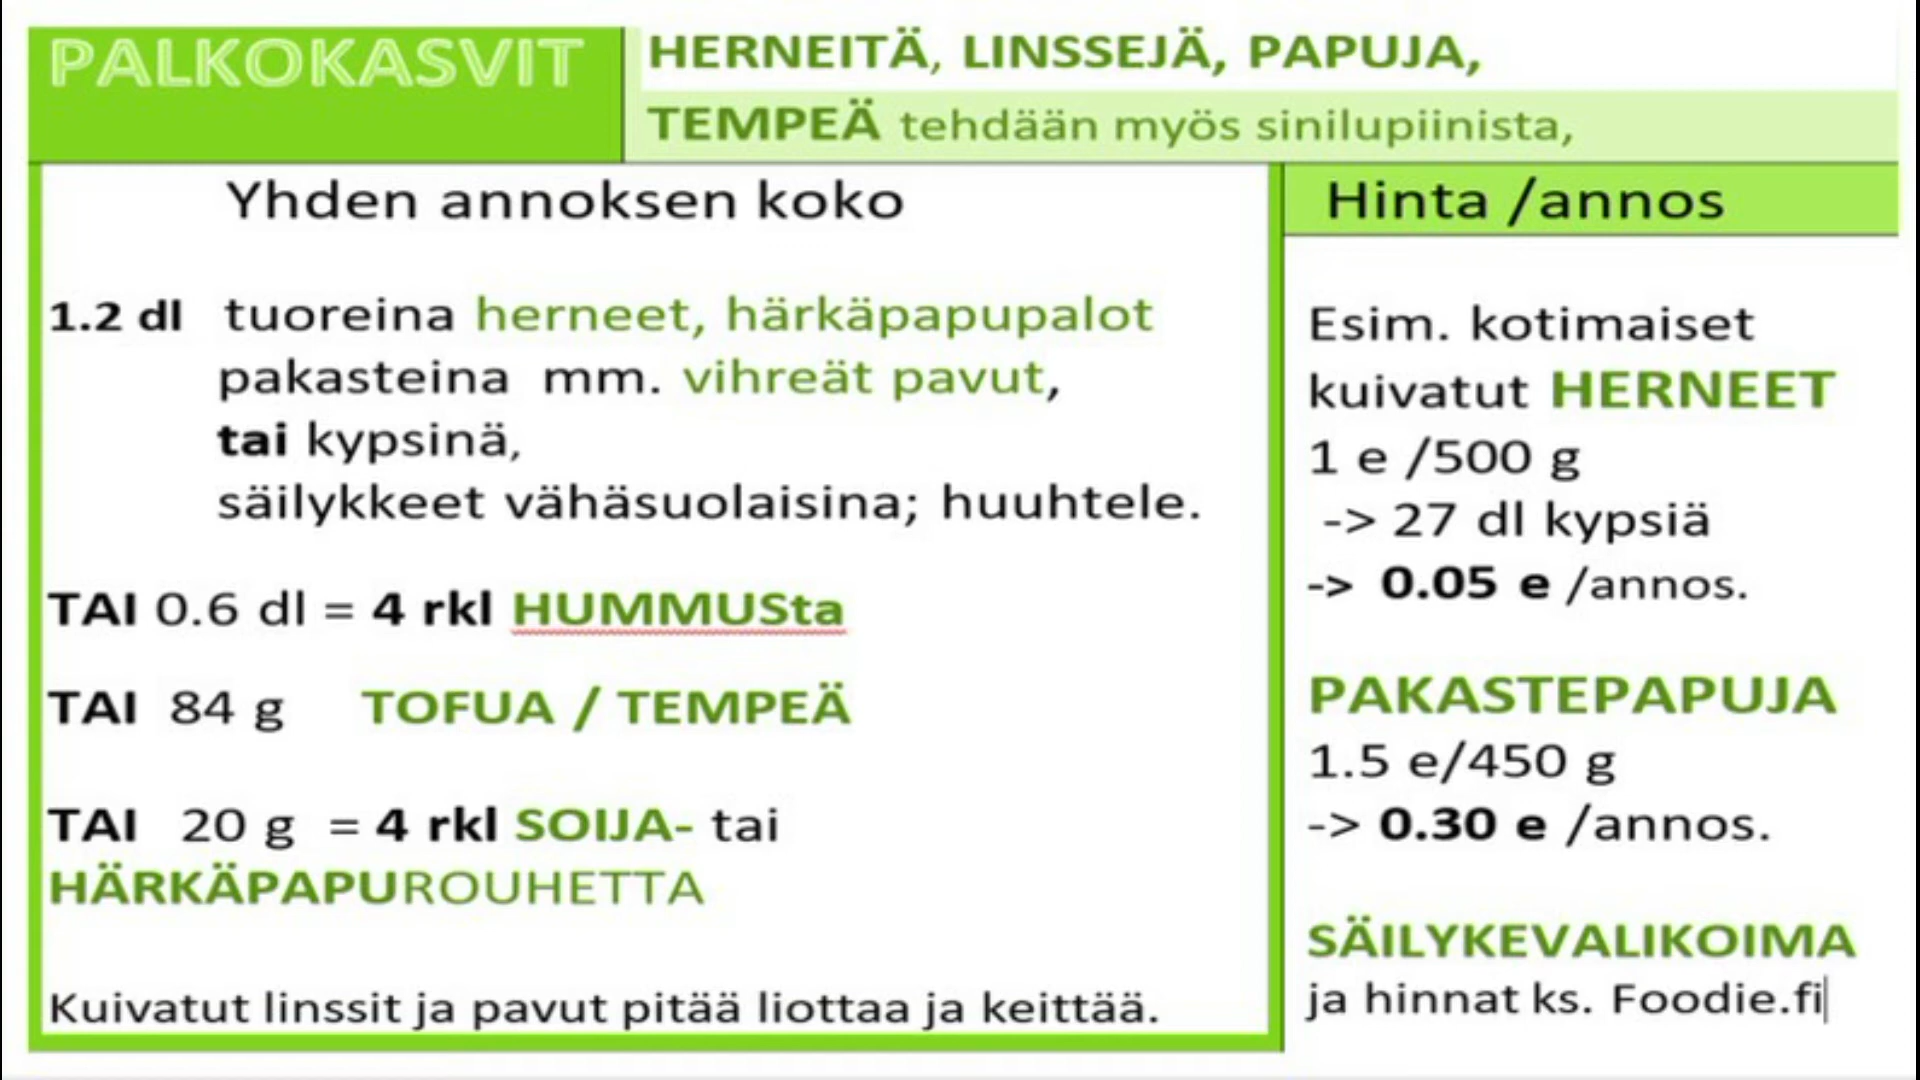 PALKOKASVIT
HERNEITÄ, LINSSEJÄ, PAPUJA,
TEMPEÄ tehdään myös sinilupiinista,
Yhden annoksen koko
1.2 dl tuoreina herneet, härkäpapupalot
pakasteina mm. vihreät pavut,
tai kypsinä,
säilykkeet vähäsuolaisina; huuhtele.
TAI 0.6 dl = 4 rkl HUMMUSta
TAI 84 g TOFUA / TEMPEÄ
TAI 20 g = 4 rkl SOIJA- tai
HÄRKÄPAPUROUHETTA
Kuivatut linssit ja pavut pitää liottaa ja keittää.
Hinta /annos
Esim. kotimaiset
kuivatut HERNEET
1 e /500 g
-> 27 dl kypsiä
-> 0.05 e /annos.
PAKASTEPAPUJA
1.5 e/450 g
-> 0.30 e /annos.
SÄILYKEVALIKOIMA
ja hinnat ks. Foodie.fi